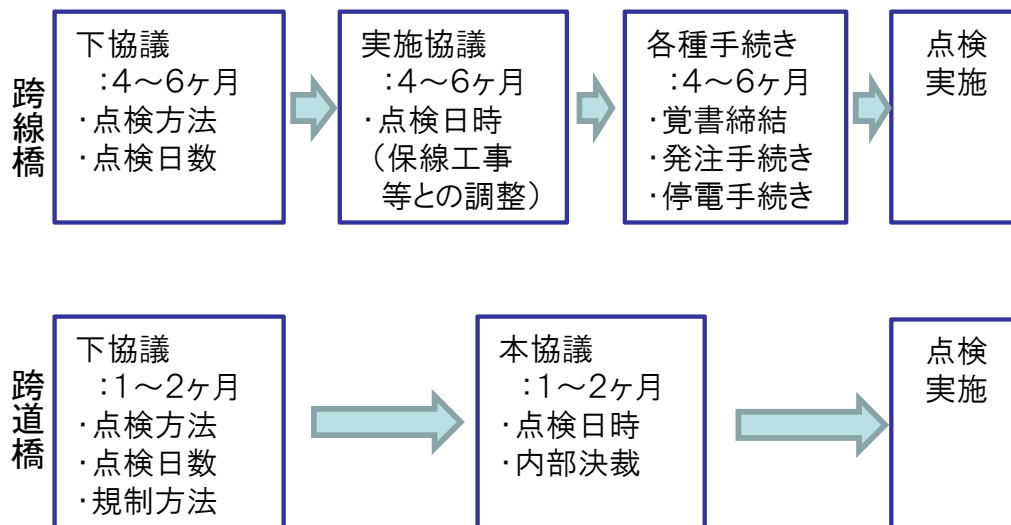 跨線橋
下協議
：4～6ヶ月
・点検方法
・点検日数
実施協議
：4～6ヶ月
・点検日時
（保線工事
等との調整）
各種手続き
：4～6ヶ月
・覚書締結
・発注手続き
・停電手続き
点検
実施
跨道橋
下協議
：1～2ヶ月
・点検方法
・点検日数
・規制方法
本協議
：1～2ヶ月
・点検日時
・内部決裁
点検
実施